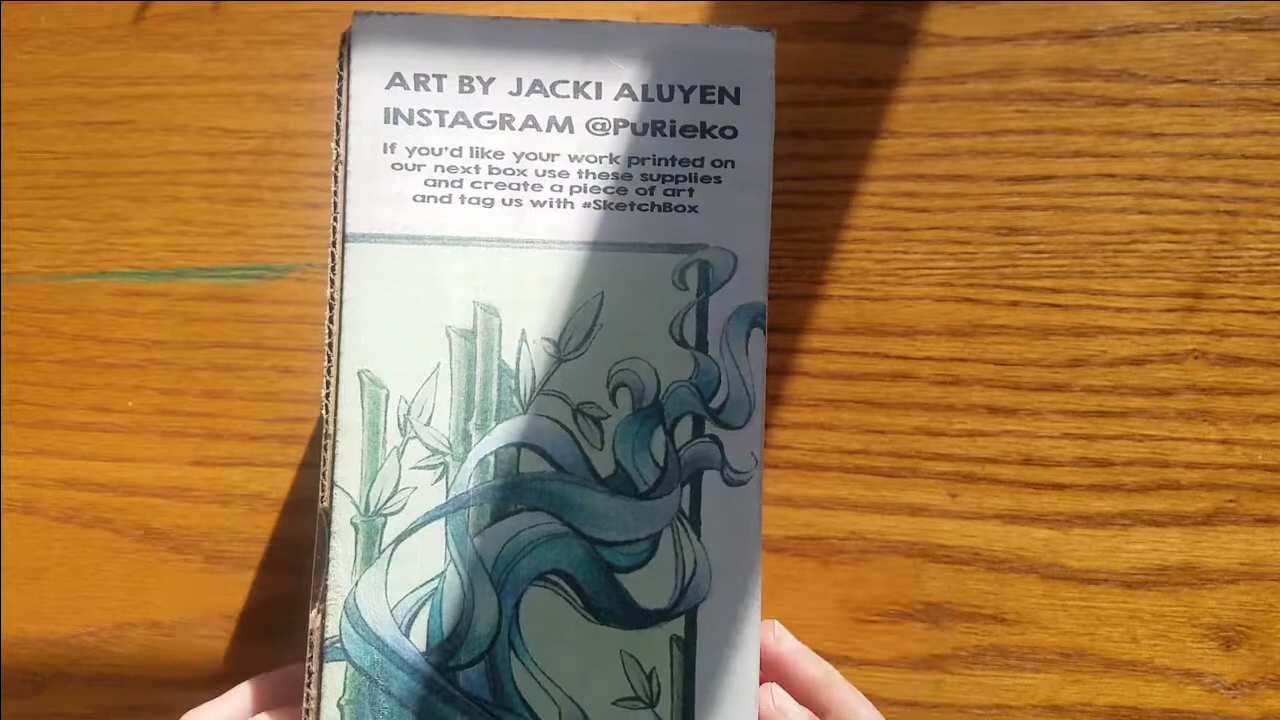 ART BY JACKI ALUYEN
INSTAGRAM @PuRieko
If you'd like your work printed on
our next box use these supplies
and create a piece of art
and tag us with #SketchBox